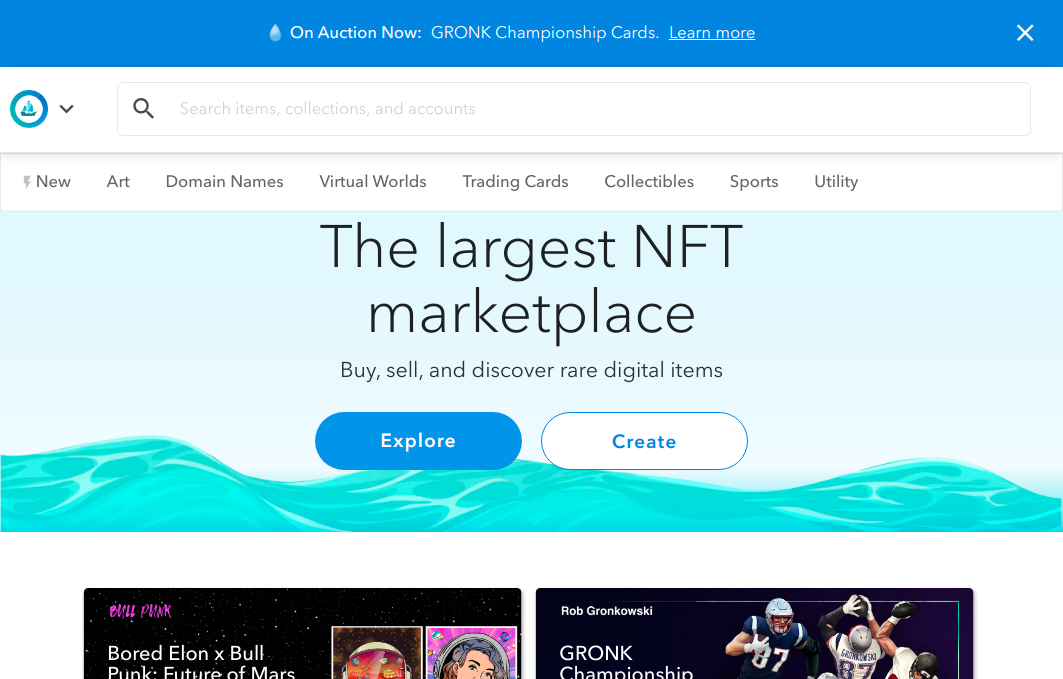 On Auction Now: GRONK Championship Cards. Learn more
Search items, collections, and accounts
New Art Domain Names Virtual Worlds Trading Cards Collectibles Sports Utility
The largest NFT
marketplace
Buy, sell, and discover rare digital items
Explore Create
BULL PUNK
Bored Elon x Bull
Punk: Future of Mars
Rob Gronkowski
GRONK
Championship
87
GRONKOWSKI
87